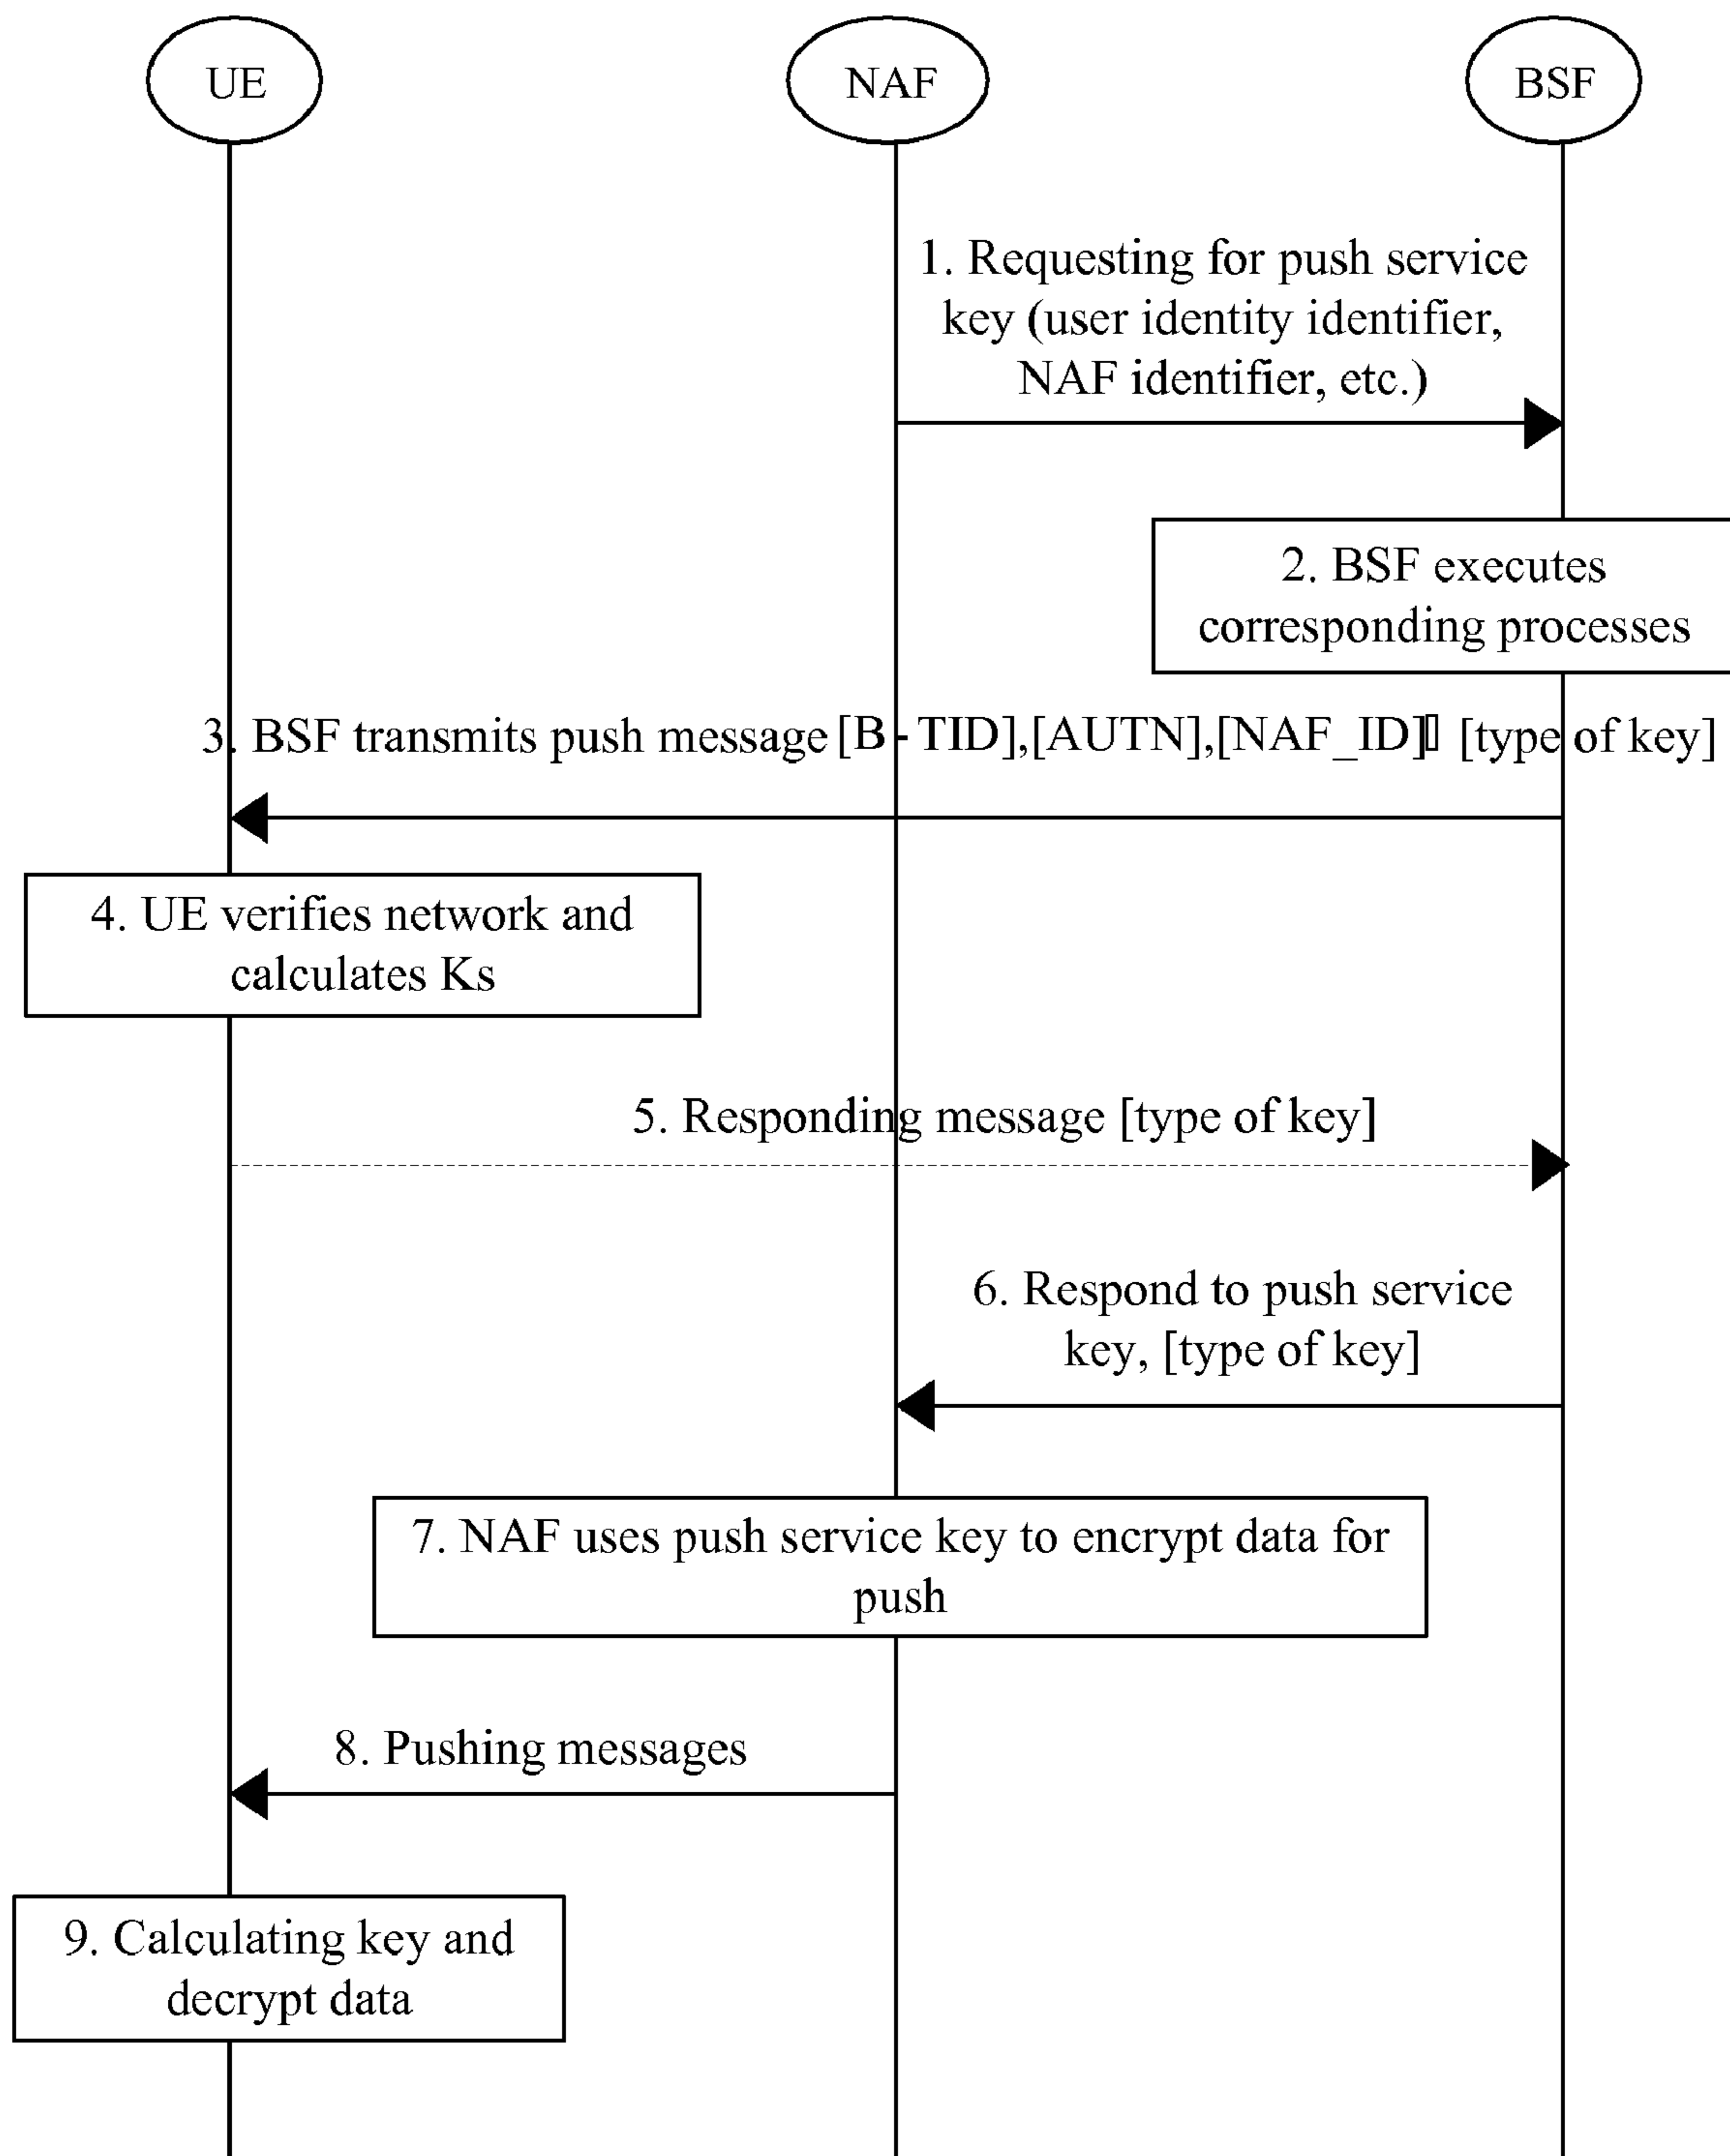 UE
NAF
BSF
1. Requesting for push service
key (user identity identifier,
NAF identifier, etc.)
2. BSF executes
corresponding processes
3. BSF transmits push message [B-TID],[AUTN],[NAF_ID]▯ [type of key]
4. UE verifies network and
calculates Ks
5. Responding message [type of key]
6. Respond to push service
key, [type of key]
7. NAF uses push service key to encrypt data for
push
8. Pushing messages
9. Calculating key and
decrypt data